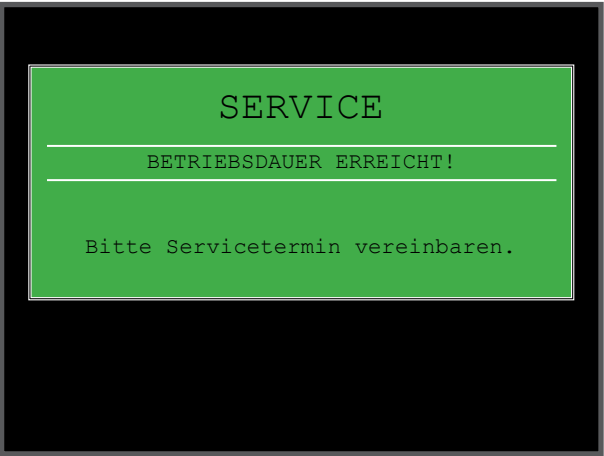 SERVICE
BETRIEBSDAUER ERREICHT!
Bitte Servicetermin vereinbaren.